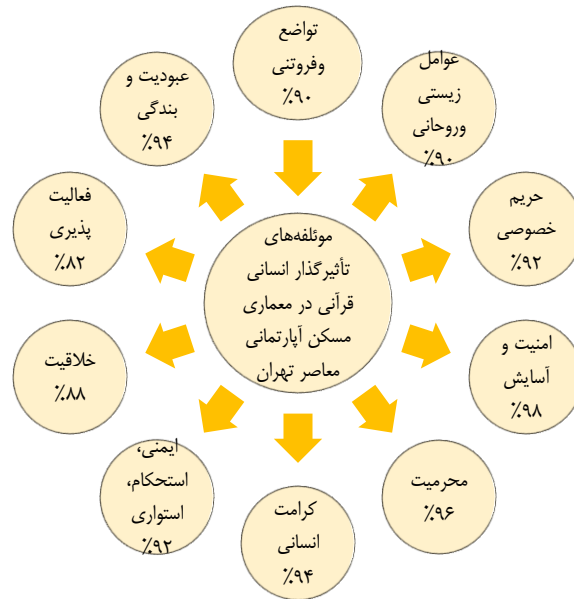 تواضع
وفروتنی
٪۹۰
عوامل
زیستی
وروحانی
٪۹۰
حریم
خصوصی
٪۹۲
امنیت و
آسایش
٪۹۸
محرمیت
٪۹۶
کرامت
انسانی
٪۹۴
ایمنی،
استحکام،
استواری
٪۹۲
خلاقیت
٪۸۸
فعالیت
پذیری
٪۸۲
عبودیت و
بندگی
٪۹۴
موئلفه‌های
تأثیرگذار انسانی
قرآنی در معماری
مسکن آپارتمانی
معاصر تهران